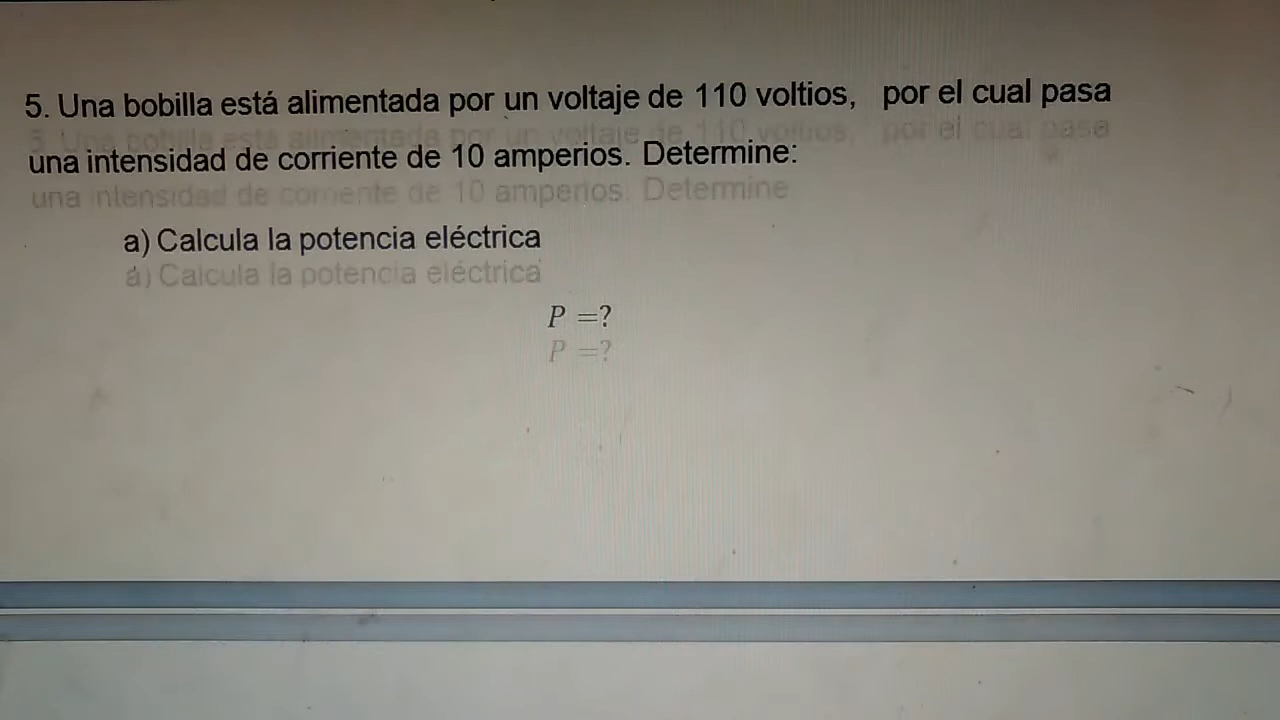 5. Una bobilla está alimentada por un voltaje de 110 voltios, por el cual pasa
una intensidad de corriente de 10 amperios. Determine:
a) Calcula la potencia eléctrica
P =?